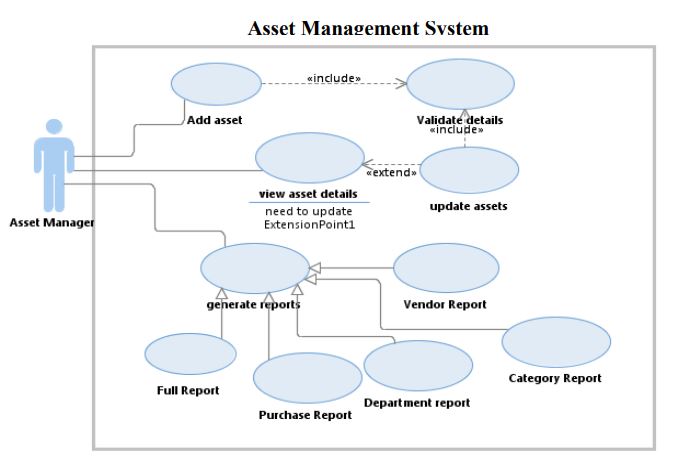 Asset Management System
«include»
Add asset
Validate details
«include»
Asset Manager
view asset details
need to update
ExtensionPoint1
«extend»
update assets
generate reports
Vendor Report
Full Report
Purchase Report
Department report
Category Report